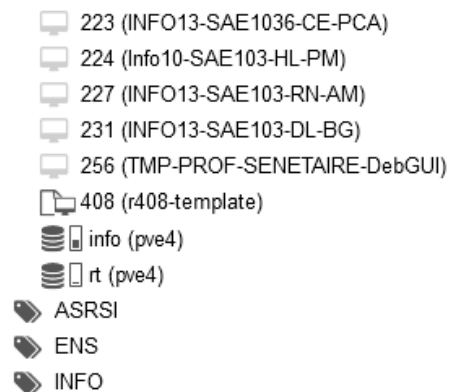 223 (INFO13-SAE1036-CE-PCA)
224 (Info10-SAE103-HL-PM)
227 (INFO13-SAE103-RN-AM)
231 (INFO13-SAE103-DL-BG)
256 (TMP-PROF-SENETAIRE-DebGUI)
408 (r408-template)
info (pve4)
rt (pve4)
ASRSI
ENS
INFO